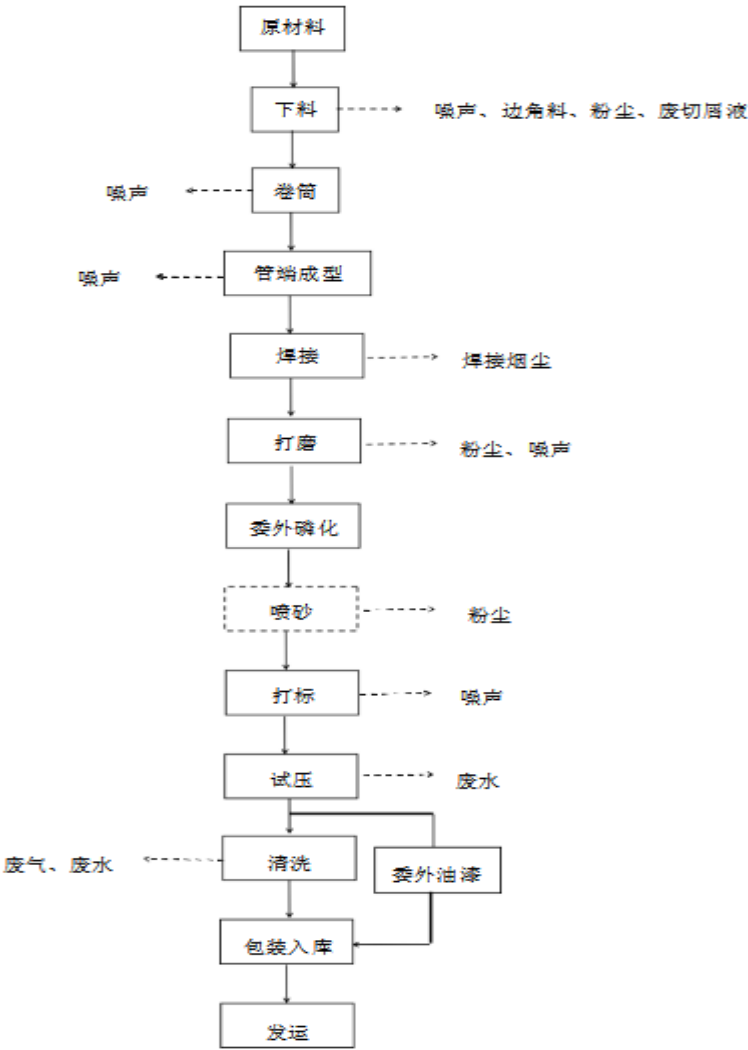 原材料
下料
噪声、边角料、粉尘、废切屑液
噪声
卷筒
噪声
管端成型
焊接
焊接烟尘
打磨
粉尘、噪声
委外磷化
喷砂
粉尘
打标
噪声
试压
废水
废气、废水
清洗
委外油漆
包装入库
发运